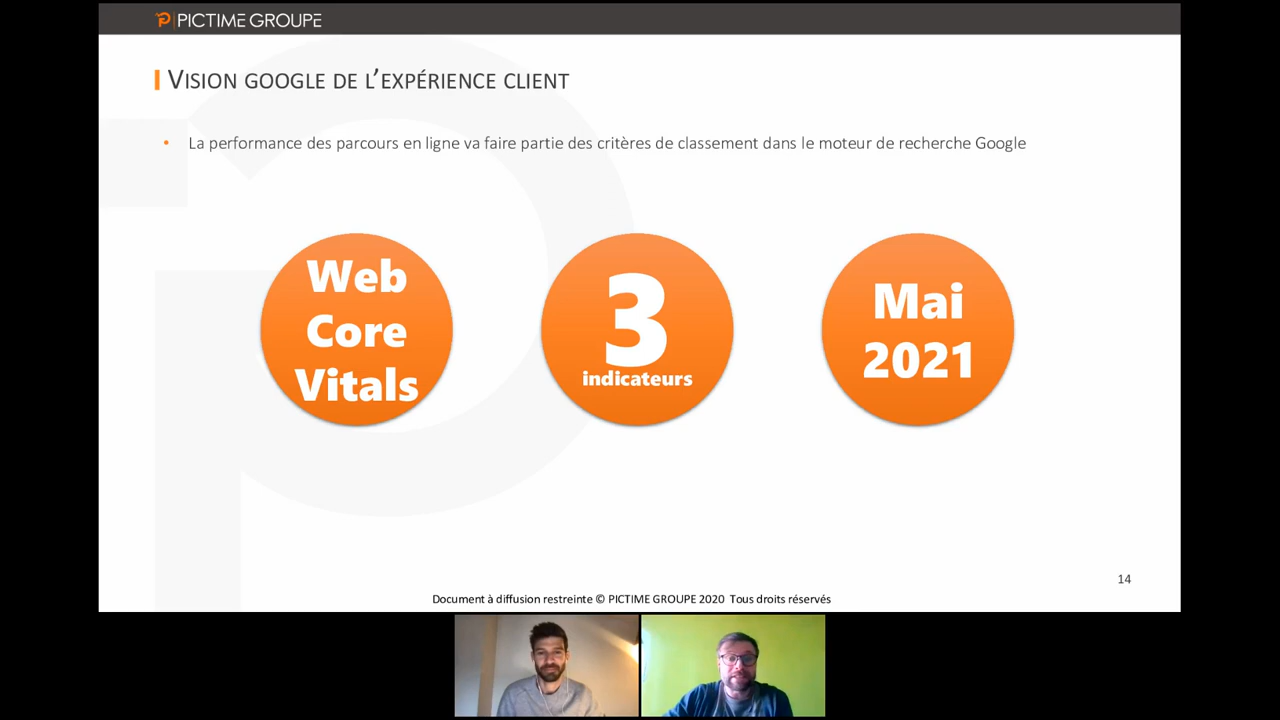 PICTIME GROUPE
VISION GOOGLE DE L'EXPÉRIENCE CLIENT
• La performance des parcours en ligne va faire partie des critères de classement dans le moteur de recherche Google
Web
Core
Vitals
3
indicateurs
Mai
2021
14
Document à diffusion restreinte © PICTIME GROUPE 2020 Tous droits réservés